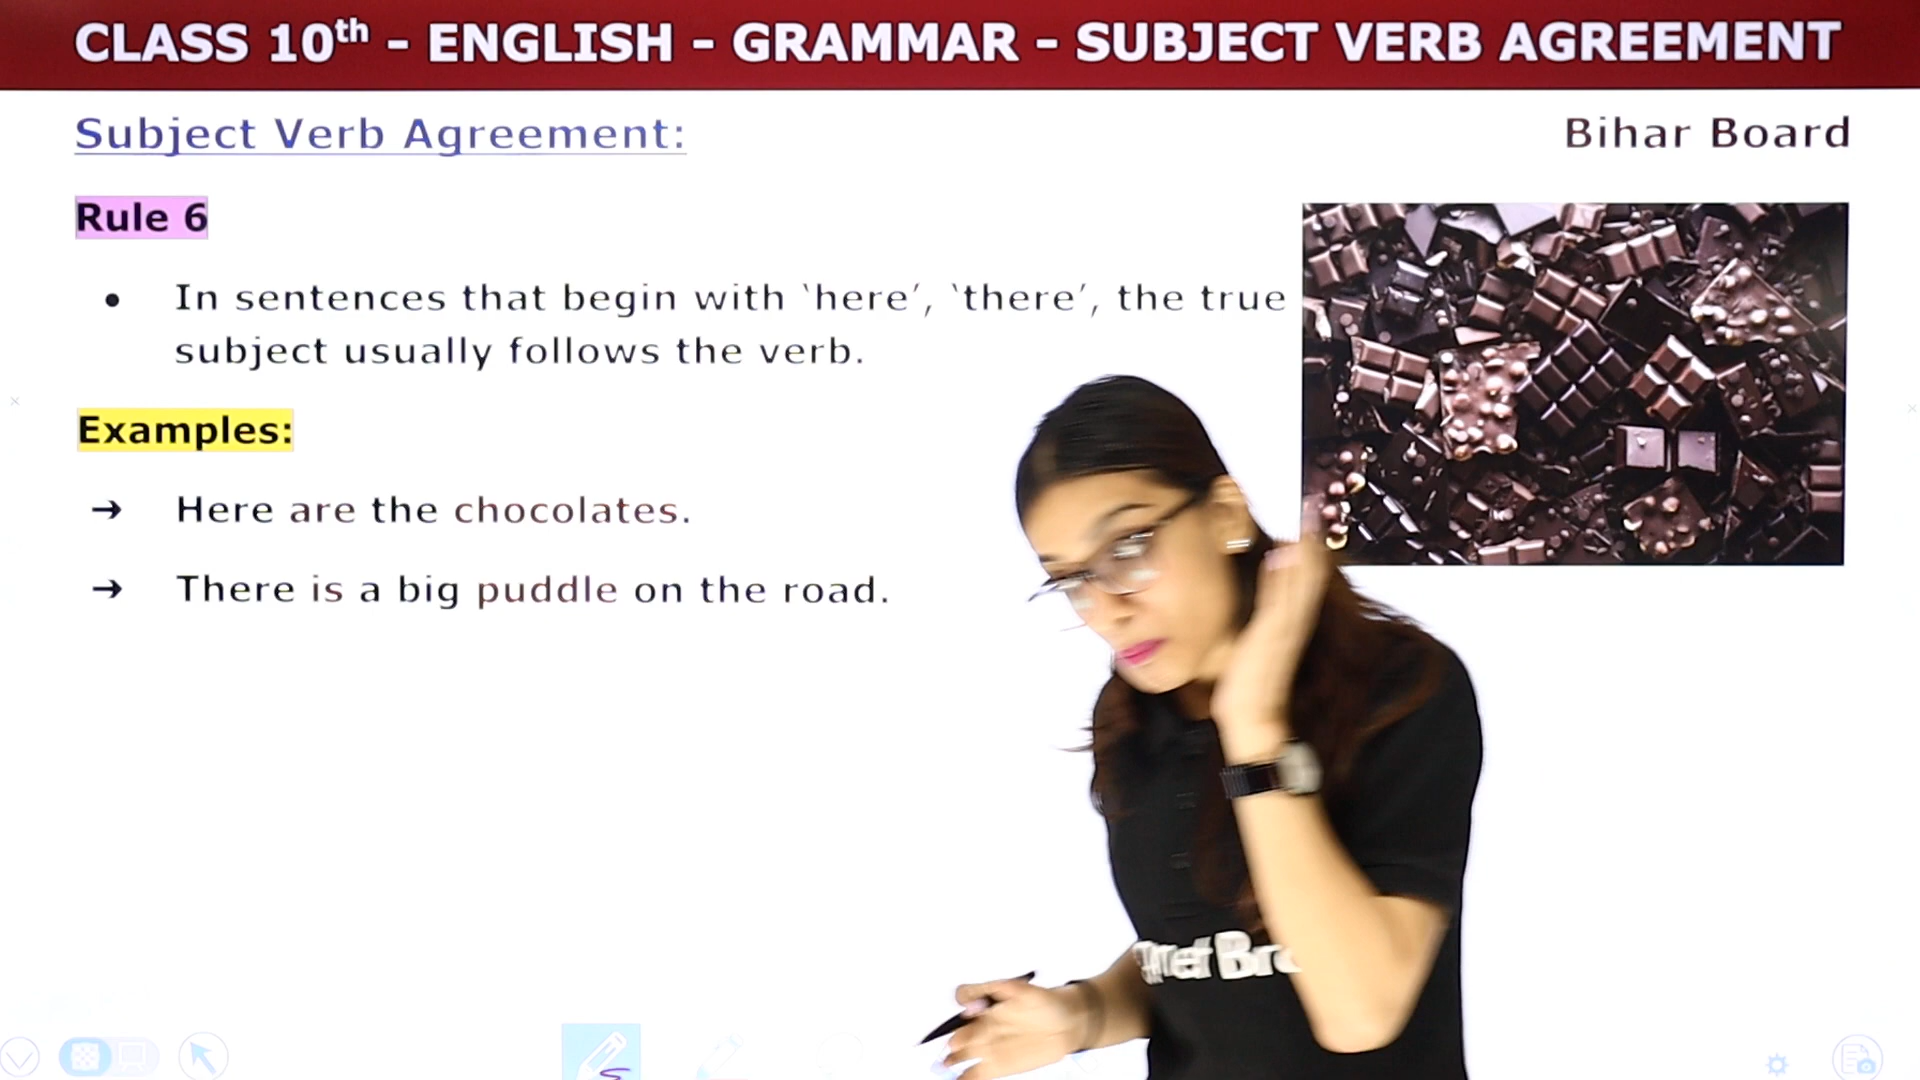 CLASS 10th - ENGLISH - GRAMMAR - SUBJECT VERB AGREEMENT
Subject Verb Agreement:
Bihar Board
Rule 6
• In sentences that begin with ‘here’, ‘there’, the true
subject usually follows the verb.
Examples:
➔ Here are the chocolates.
➔ There is a big puddle on the road.